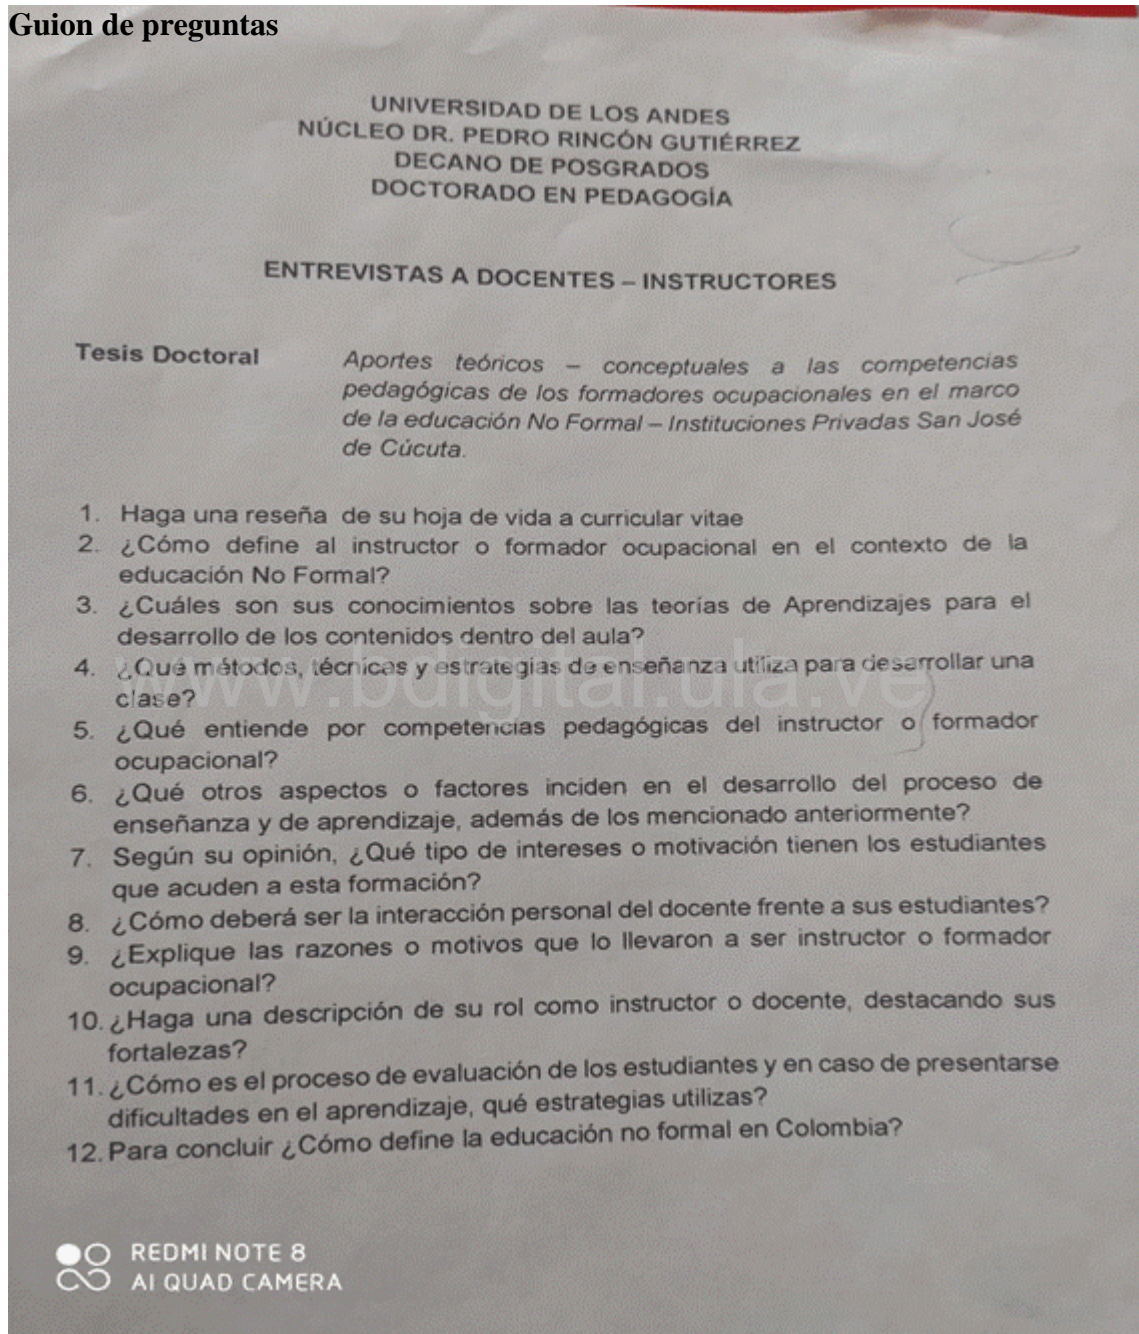 Guion de preguntas
UNIVERSIDAD DE LOS ANDES
NÚCLEO DR. PEDRO RINCÓN GUTIÉRREZ
DECANO DE POSGRADOS
DOCTORADO EN PEDAGOGÍA
ENTREVISTAS A DOCENTES – INSTRUCTORES
Tesis Doctoral
Aportes teóricos – conceptuales a las competencias
pedagógicas de los formadores ocupacionales en el marco
de la educación No Formal – Instituciones Privadas San José
de Cúcuta.
1. Haga una reseña de su hoja de vida a curricular vitae
2. ¿Cómo define al instructor o formador ocupacional en el contexto de la
educación No Formal?
3. ¿Cuáles son sus conocimientos sobre las teorías de Aprendizajes para el
desarrollo de los contenidos dentro del aula?
4. ¿Qué métodos, técnicas y estrategias de enseñanza utiliza para desarrollar una
clase?
www.bdigital.ula.ve
5. ¿Qué entiende por competencias pedagógicas del instructor o formador
ocupacional?
6. ¿Qué otros aspectos o factores inciden en el desarrollo del proceso de
enseñanza y de aprendizaje, además de los mencionado anteriormente?
7. Según su opinión, ¿Qué tipo de intereses o motivación tienen los estudiantes
que acuden a esta formación?
8. ¿Cómo deberá ser la interacción personal del docente frente a sus estudiantes?
9. ¿Explique las razones o motivos que lo llevaron a ser instructor o formador
ocupacional?
10. ¿Haga una descripción de su rol como instructor o docente, destacando sus
fortalezas?
11. ¿Cómo es el proceso de evaluación de los estudiantes y en caso de presentarse
dificultades en el aprendizaje, qué estrategias utilizas?
12. Para concluir ¿Cómo define la educación no formal en Colombia?
REDMI NOTE 8
AI QUAD CAMERA